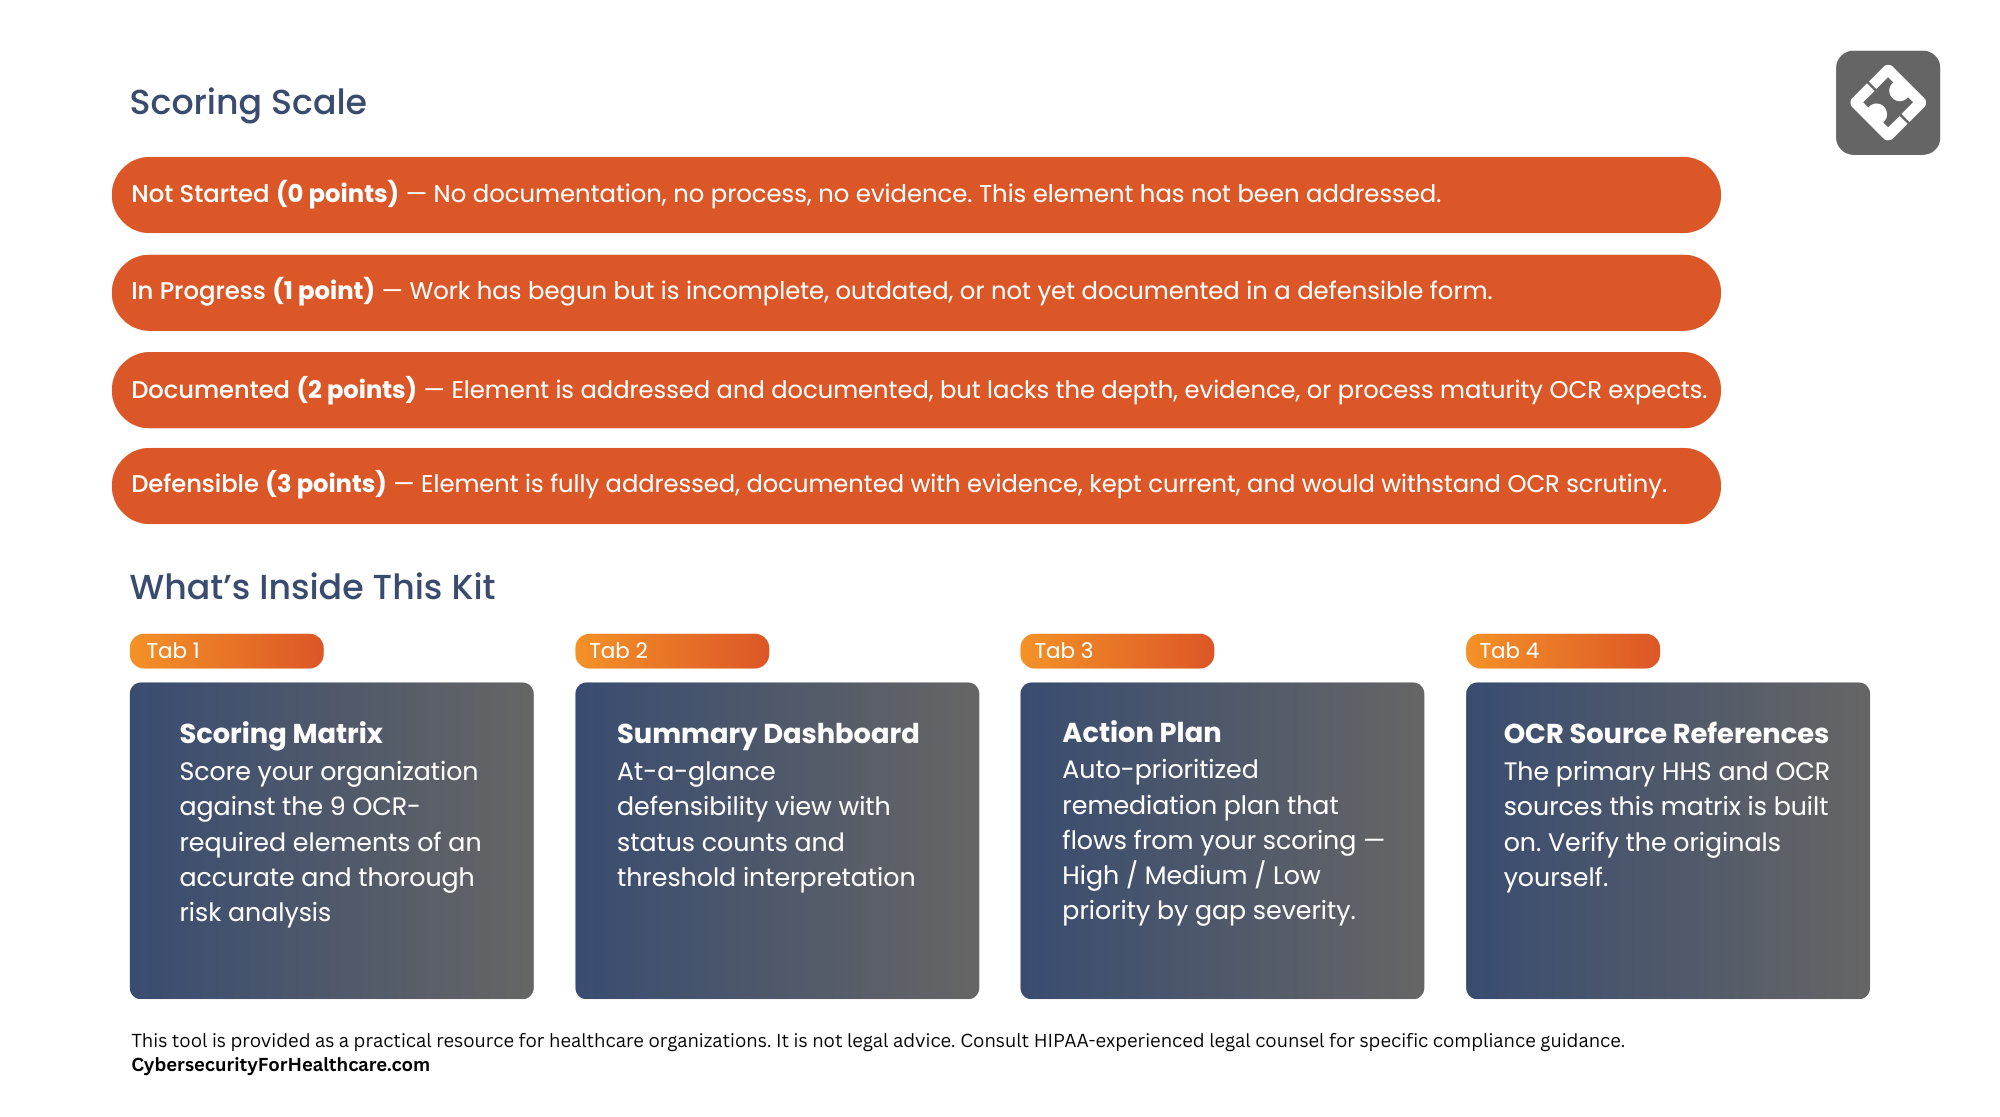 Scoring Scale
Not Started (0 points) — No documentation, no process, no evidence. This element has not been addressed.
In Progress (1 point) — Work has begun but is incomplete, outdated, or not yet documented in a defensible form.
Documented (2 points) — Element is addressed and documented, but lacks the depth, evidence, or process maturity OCR expects.
Defensible (3 points) — Element is fully addressed, documented with evidence, kept current, and would withstand OCR scrutiny.
What's Inside This Kit
Tab 1
Scoring Matrix
Score your organization
against the 9 OCR-
required elements of an
accurate and thorough
risk analysis
Tab 2
Summary Dashboard
At-a-glance
defensibility view with
status counts and
threshold interpretation
Tab 3
Action Plan
Auto-prioritized
remediation plan that
flows from your scoring —
High / Medium / Low
priority by gap severity.
Tab 4
OCR Source References
The primary HHS and OCR
sources this matrix is built
on. Verify the originals
yourself.
This tool is provided as a practical resource for healthcare organizations. It is not legal advice. Consult HIPAA-experienced legal counsel for specific compliance guidance.
CybersecurityForHealthcare.com